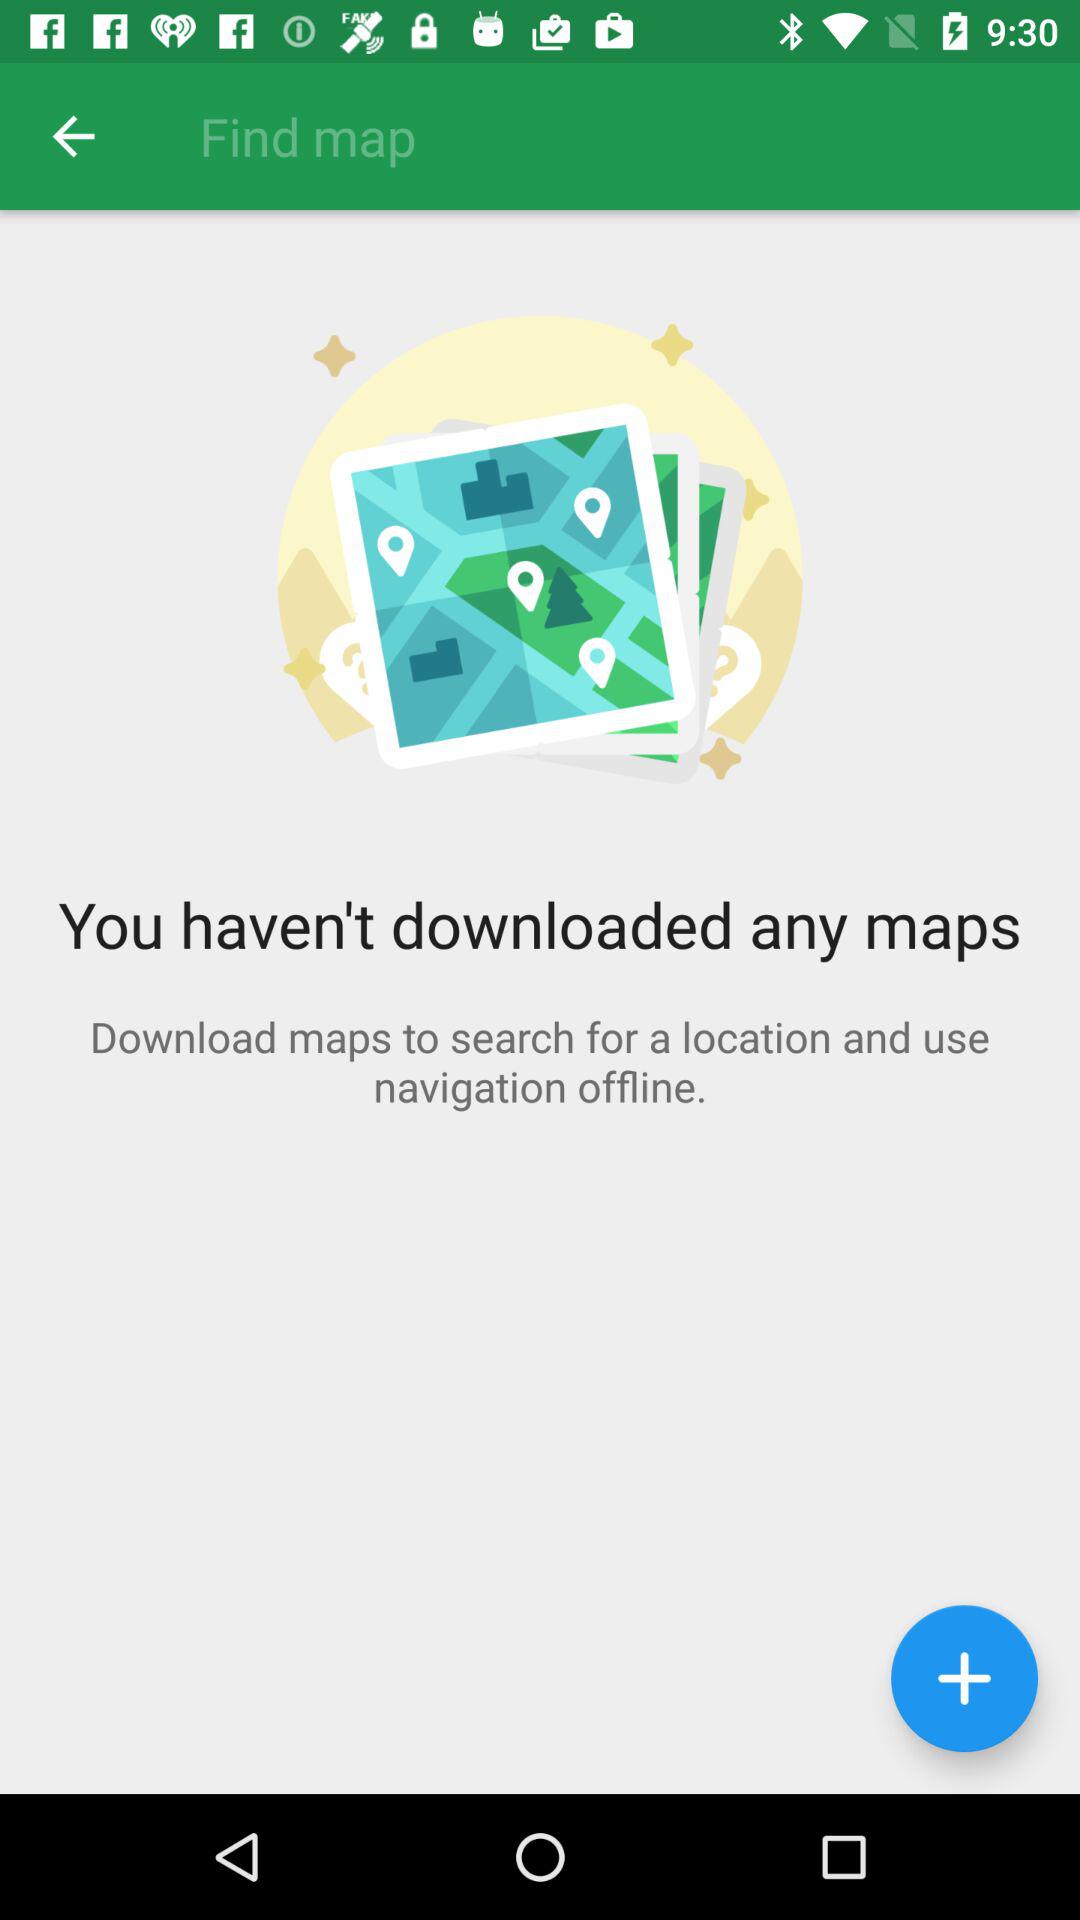 FAKE
9:30
Find map
You haven't downloaded any maps
Download maps to search for a location and use
navigation offline.